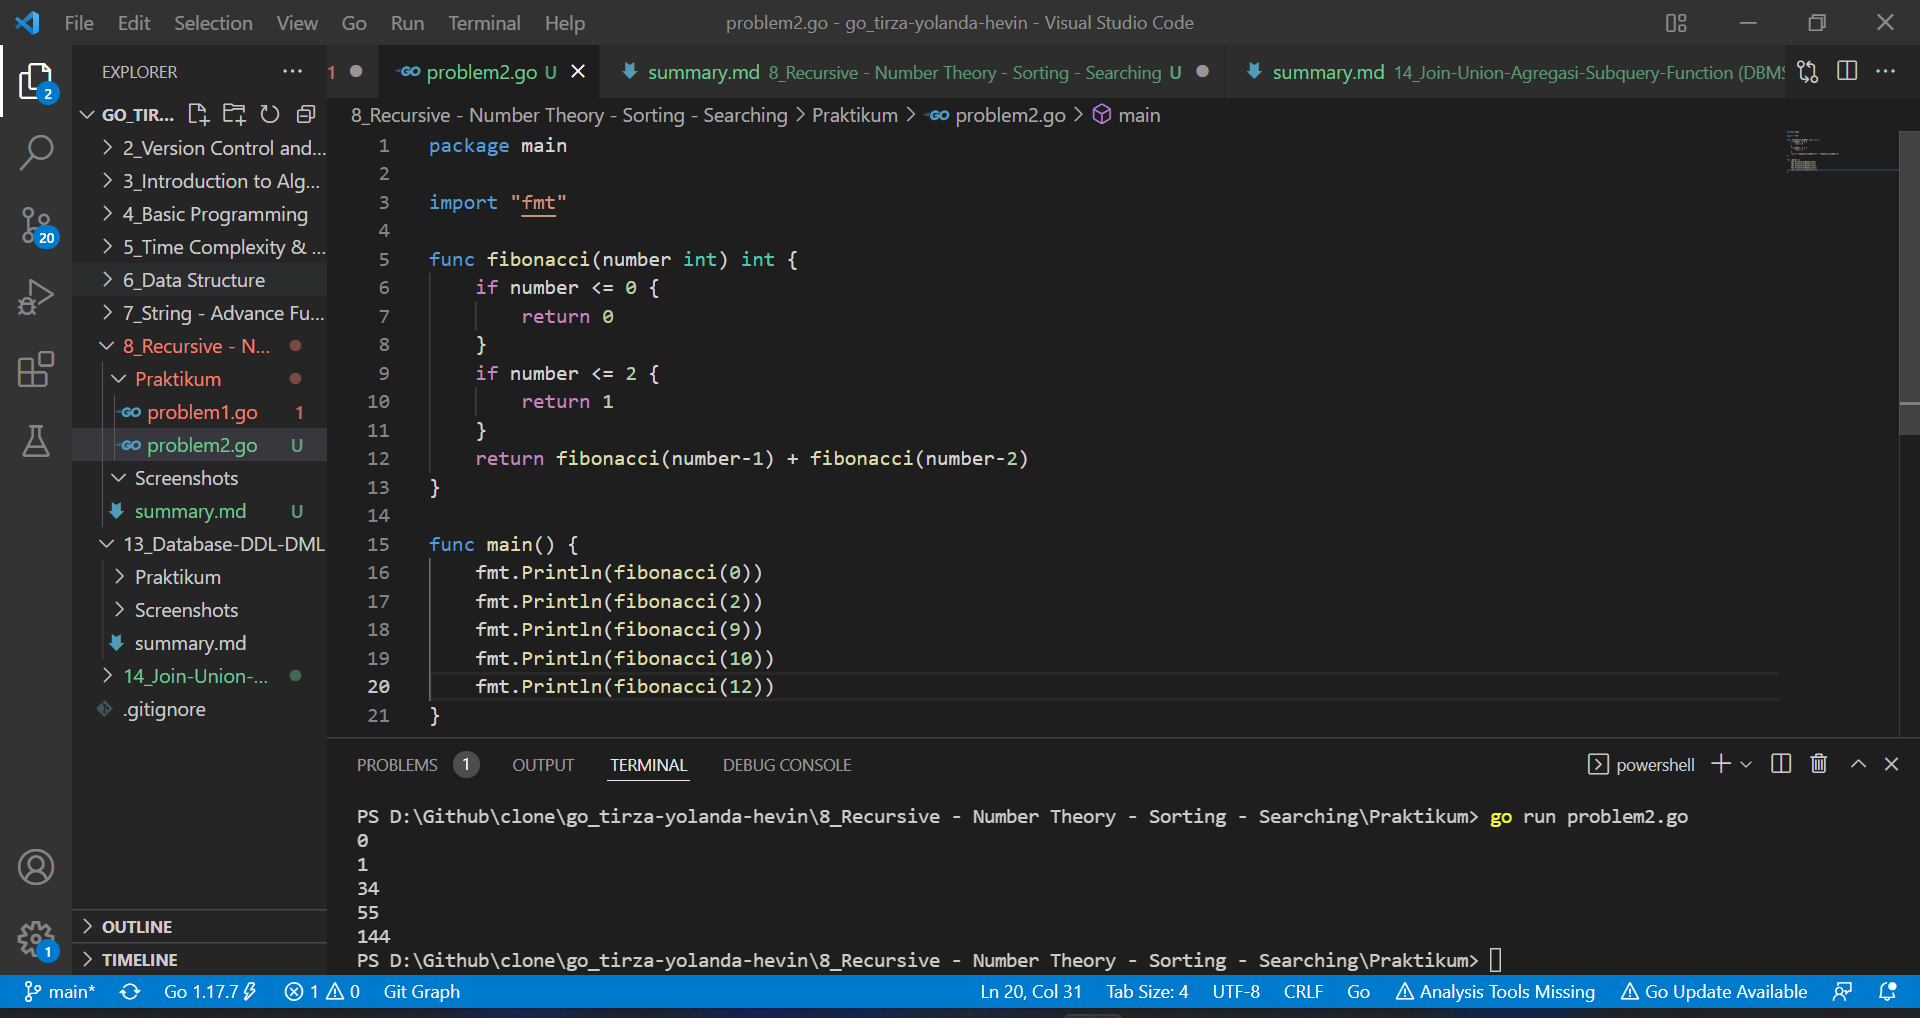 File Edit Selection View Go Run Terminal Help
problem2.go - go_tirza-yolanda-hevin - Visual Studio Code
EXPLORER
1 problem2.go U
summary.md 8_Recursive - Number Theory - Sorting - Searching U
summary.md 14_Join-Union-Agregasi-Subquery-Function (DBMS
GO_TIR...
8_Recursive - Number Theory - Sorting - Searching > Praktikum > problem2.go > main
2
20
1
2_Version Control and...
3_Introduction to Alg...
4_Basic Programming
5_Time Complexity & ...
6_Data Structure
7_String - Advance Fu...
8_Recursive - N...
Praktikum
problem1.go 1
problem2.go U
Screenshots
summary.md U
13_Database-DDL-DML
Praktikum
Screenshots
summary.md
14_Join-Union-...
.gitignore
OUTLINE
TIMELINE
1 package main
2
3 import "fmt"
4
5 func fibonacci(number int) int {
6 if number <= 0 {
7 return 0
8 }
9 if number <= 2 {
10 return 1
11 }
12 return fibonacci(number-1) + fibonacci(number-2)
13 }
14
15 func main() {
16 fmt.Println(fibonacci(0))
17 fmt.Println(fibonacci(2))
18 fmt.Println(fibonacci(9))
19 fmt.Println(fibonacci(10))
20 fmt.Println(fibonacci(12))
21 }
PROBLEMS 1 OUTPUT TERMINAL DEBUG CONSOLE
powershell
PS D:\Github\clone\go_tirza-yolanda-hevin\8_Recursive - Number Theory - Sorting - Searching\Praktikum> go run problem2.go
0
1
34
55
144
PS D:\Github\clone\go_tirza-yolanda-hevin\8_Recursive - Number Theory - Sorting - Searching\Praktikum>
main* Go 1.17.7 1 0 Git Graph
Ln 20, Col 31 Tab Size: 4 UTF-8 CRLF Go Analysis Tools Missing Go Update Available